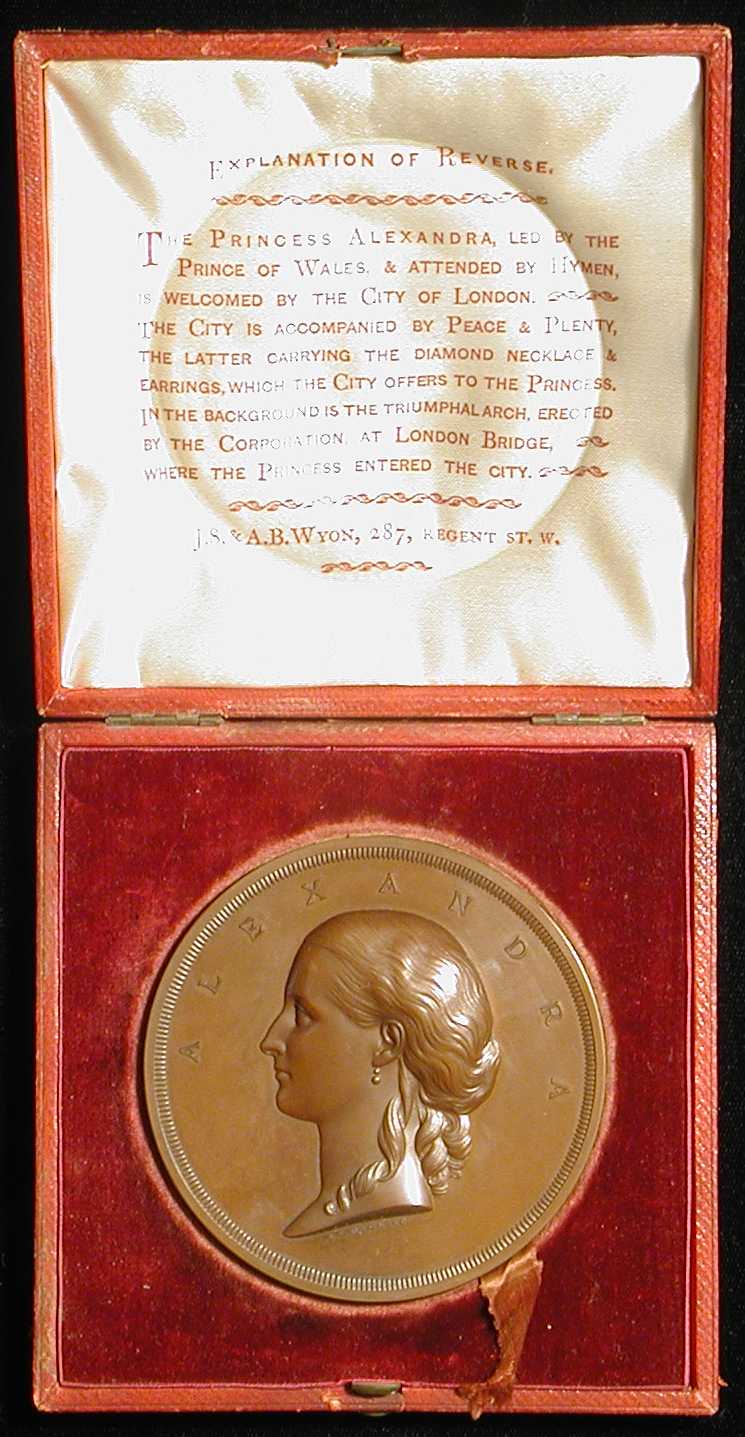 EXPLANATION OF REVERSE.
THE PRINCESS ALEXANDRA, LED BY THE
PRINCE OF WALES, & ATTENDED BY HYMEN,
IS WELCOMED BY THE CITY OF LONDON.
THE CITY IS ACCOMPANIED BY PEACE & PLENTY,
THE LATTER CARRYING THE DIAMOND NECKLACE &
EARRINGS, WHICH THE CITY OFFERS TO THE PRINCESS.
IN THE BACKGROUND IS THE TRIUMPHAL ARCH, ERECTED
BY THE CORPORATION, AT LONDON BRIDGE,
WHERE THE PRINCESS ENTERED THE CITY.
J.S. & A.B. WYON, 287, REGENT ST. W.
ALEXANDRA